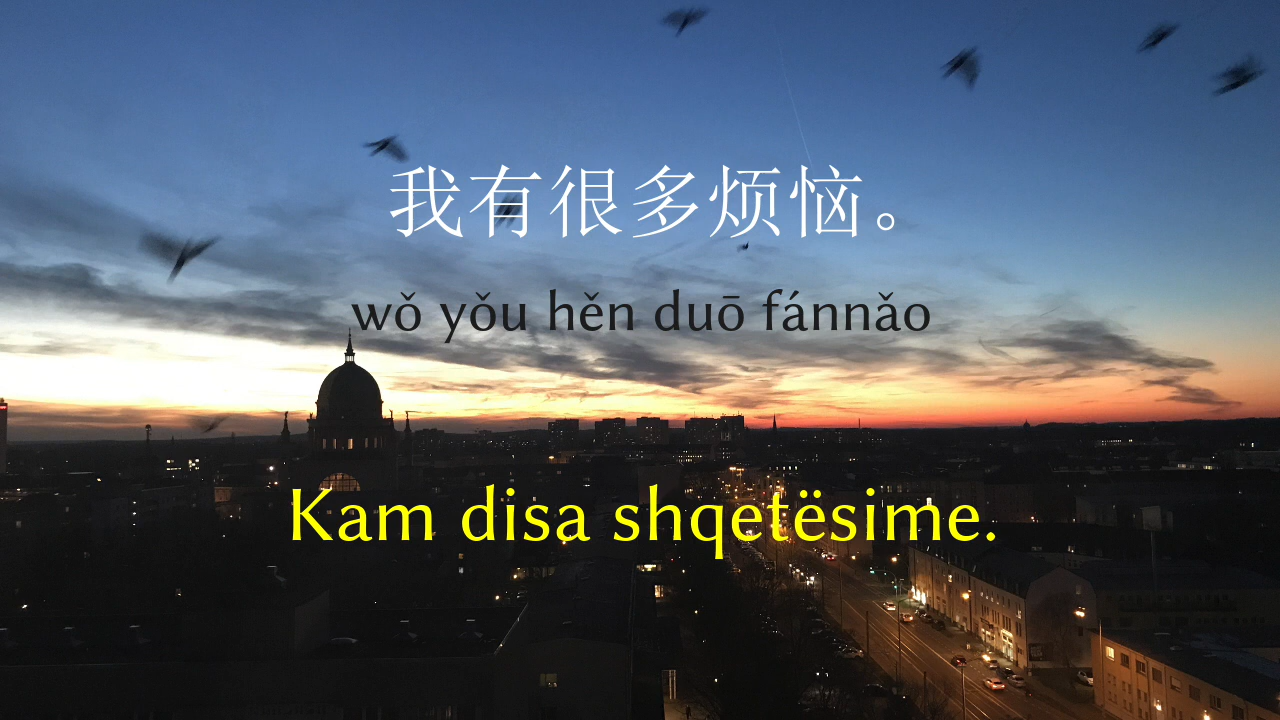 我有很多烦恼。
wǒ yǒu hěn duō fánnǎo
Kam disa shqetësime.